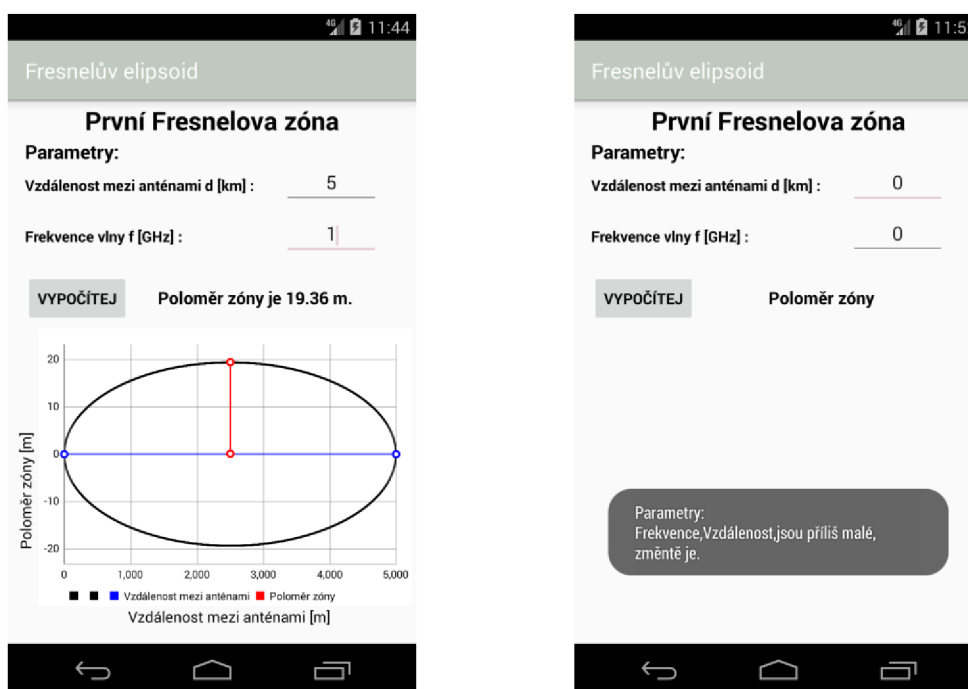 4G 11:44
Fresnelův elipsoid
První Fresnelova zóna
Parametry:
Vzdálenost mezi anténami d [km] : 5
Frekvence vlny f [GHz] : 1
VYPOČÍTEJ Poloměr zóny je 19.36 m.
20
10
0
-10
-20
Poloměr zóny [m]
0 1,000 2,000 3,000 4,000 5,000
Vzdálenost mezi anténami Poloměr zóny
Vzdálenost mezi anténami [m]
4G
Fresnelův elipsoid
První Fresnelova zóna
Parametry:
Vzdálenost mezi anténami d [km] : 0
Frekvence vlny f [GHz] : 0
VYPOČÍTEJ Poloměr zóny
Parametry:
Frekvence,Vzdálenost,jsou příliš malé,
změntě je.